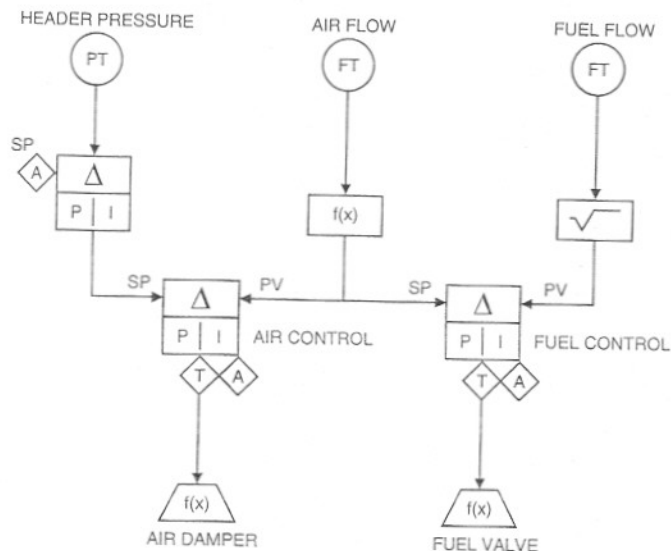 HEADER PRESSURE
AIR FLOW
FUEL FLOW
PT
FT
FT
SP
A
Δ
P I
f(x)
√
SP
PV
SP
PV
Δ
Δ
P I
AIR CONTROL
P I
FUEL CONTROL
T A
T A
f(x)
f(x)
AIR DAMPER
FUEL VALVE